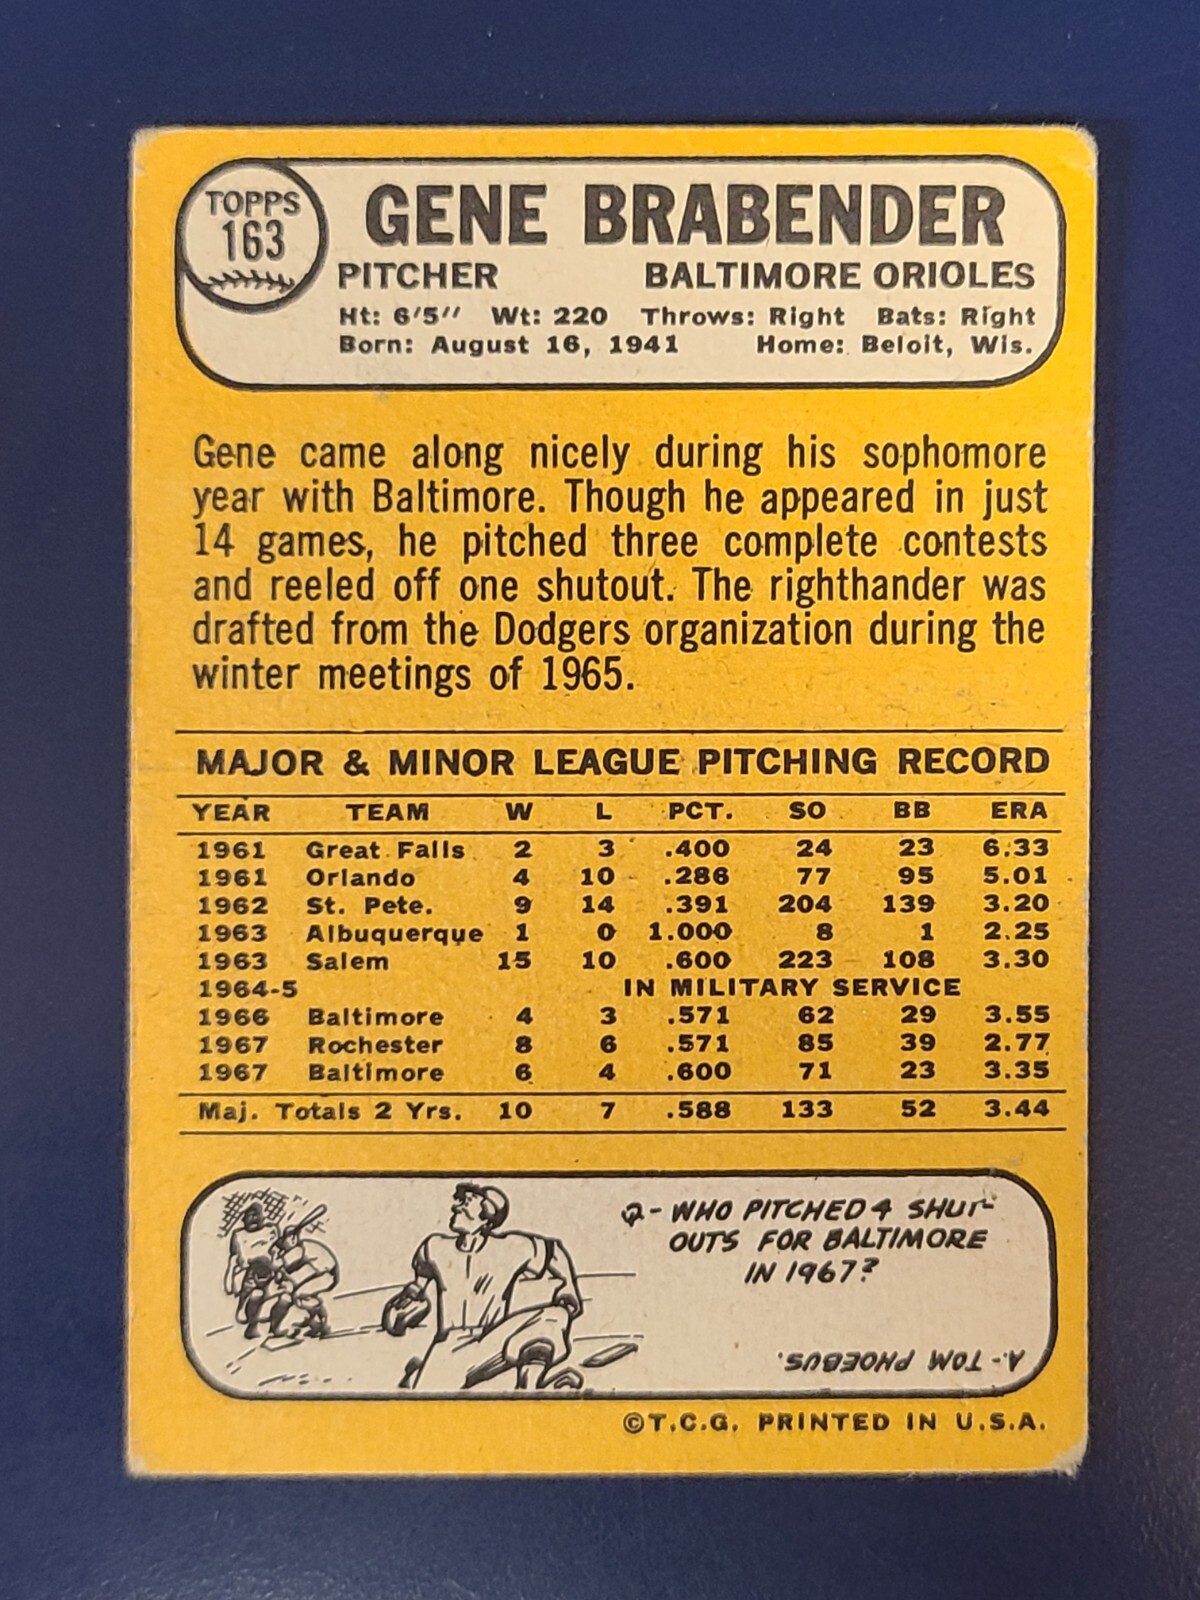 TOPPS
163
GENE BRABENDER
PITCHER BALTIMORE ORIOLES
Ht: 6'5" Wt: 220 Throws: Right Bats: Right
Born: August 16, 1941 Home: Beloit, Wis.
Gene came along nicely during his sophomore
year with Baltimore. Though he appeared in just
14 games, he pitched three complete contests
and reeled off one shutout. The righthander was
drafted from the Dodgers organization during the
winter meetings of 1965.
MAJOR & MINOR LEAGUE PITCHING RECORD
YEAR TEAM W L PCT. SO BB ERA
1961 Great Falls 2 3 .400 24 23 6.33
1961 Orlando 4 10 .286 77 95 5.01
1962 St. Pete. 9 14 .391 204 139 3.20
1963 Albuquerque 1 0 1.000 8 1 2.25
1963 Salem 15 10 .600 223 108 3.30
1964-5 IN MILITARY SERVICE
1966 Baltimore 4 3 .571 62 29 3.55
1967 Rochester 8 6 .571 85 39 2.77
1967 Baltimore 6 4 .600 71 23 3.35
Maj. Totals 2 Yrs. 10 7 .588 133 52 3.44
Q- WHO PITCHED 4 SHUT-
OUTS FOR BALTIMORE
IN 1967?
A.- TOM PHOEBUS.
©T.C.G. PRINTED IN U.S.A.